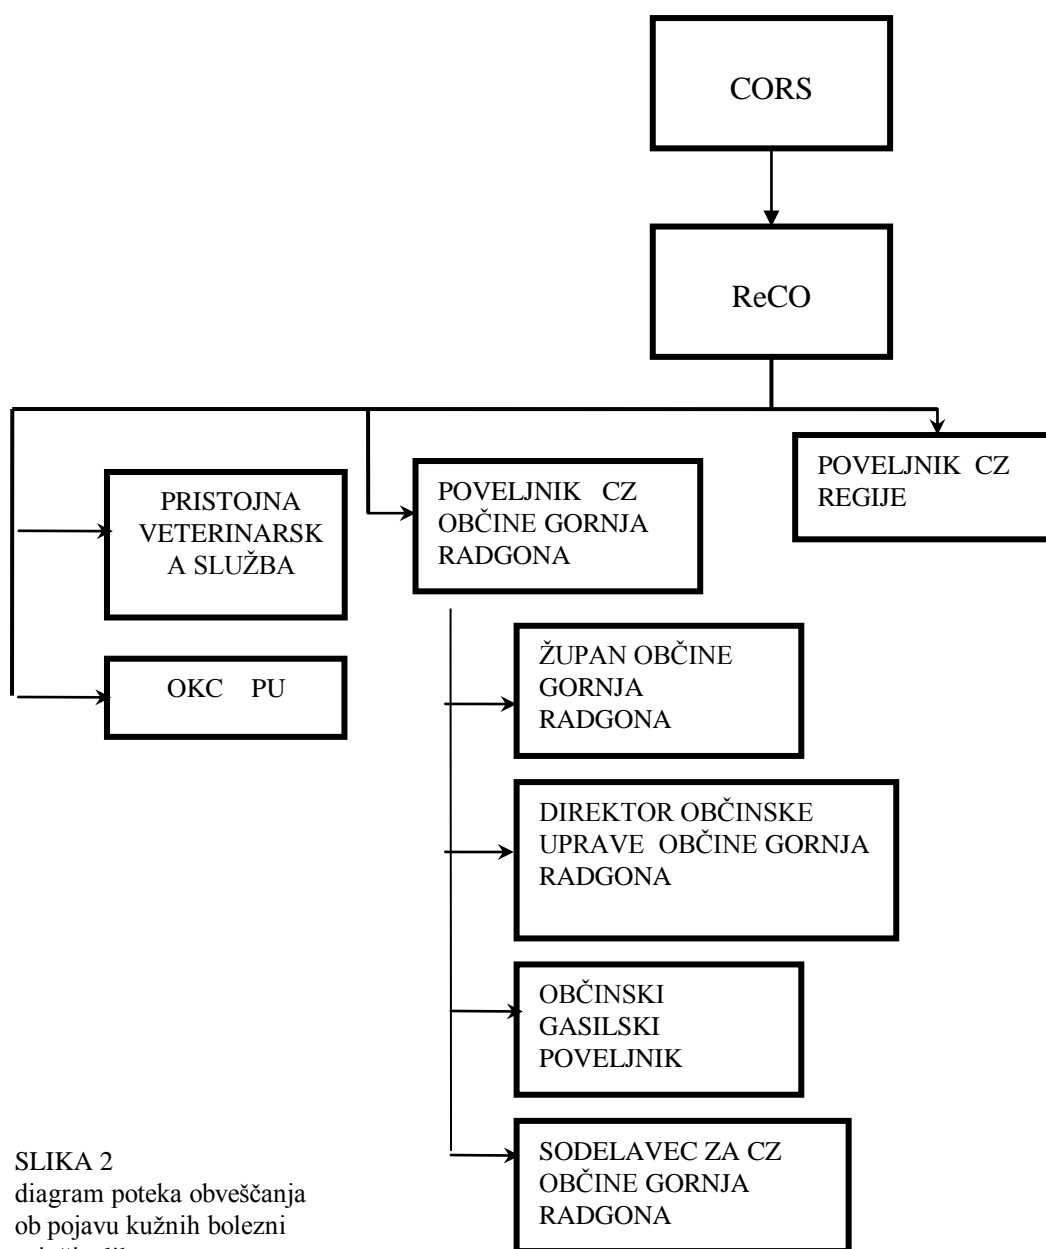 CORS
ReCO
POVELJNIK CZ
REGIJE
PRISTOJNA
VETERINARSK
A SLUŽBA
POVELJNIK CZ
OBČINE GORNJA
RADGONA
OKC PU
ŽUPAN OBČINE
GORNJA
RADGONA
DIREKTOR OBČINSKE
UPRAVE OBČINE GORNJA
RADGONA
OBČINSKI
GASILSKI
POVELJNIK
SODELAVEC ZA CZ
OBČINE GORNJA
RADGONA
SLIKA 2
diagram poteka obveščanja
ob pojavu kužnih bolezni